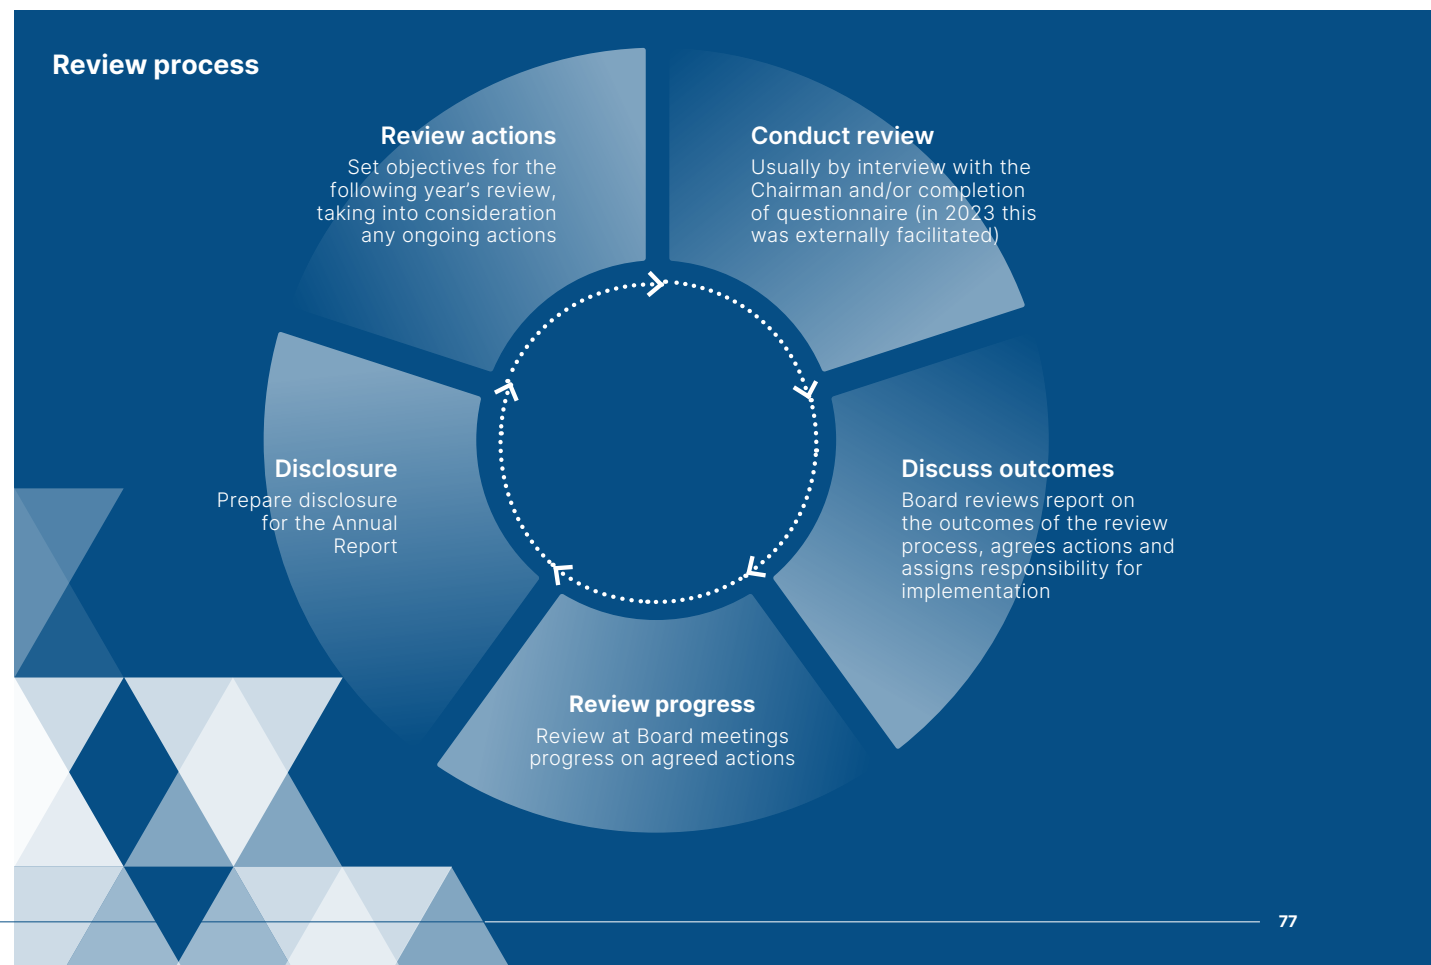 Review process
Review actions
Set objectives for the
following year’s review,
taking into consideration
any ongoing actions
Conduct review
Usually by interview with the
Chairman and/or completion
of questionnaire (in 2023 this
was externally facilitated)
Disclosure
Prepare disclosure
for the Annual
Report
Discuss outcomes
Board reviews report on
the outcomes of the review
process, agrees actions and
assigns responsibility for
implementation
Review progress
Review at Board meetings
progress on agreed actions
77